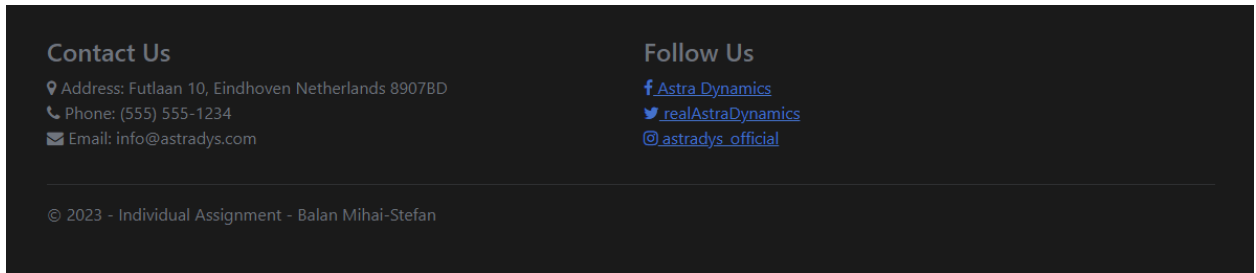 Contact Us
Address: Futlaan 10, Eindhoven Netherlands 8907BD
Phone: (555) 555-1234
Email: info@astradys.com
Follow Us
Astra Dynamics
realAstraDynamics
astradys_official
© 2023 - Individual Assignment - Balan Mihai-Stefan